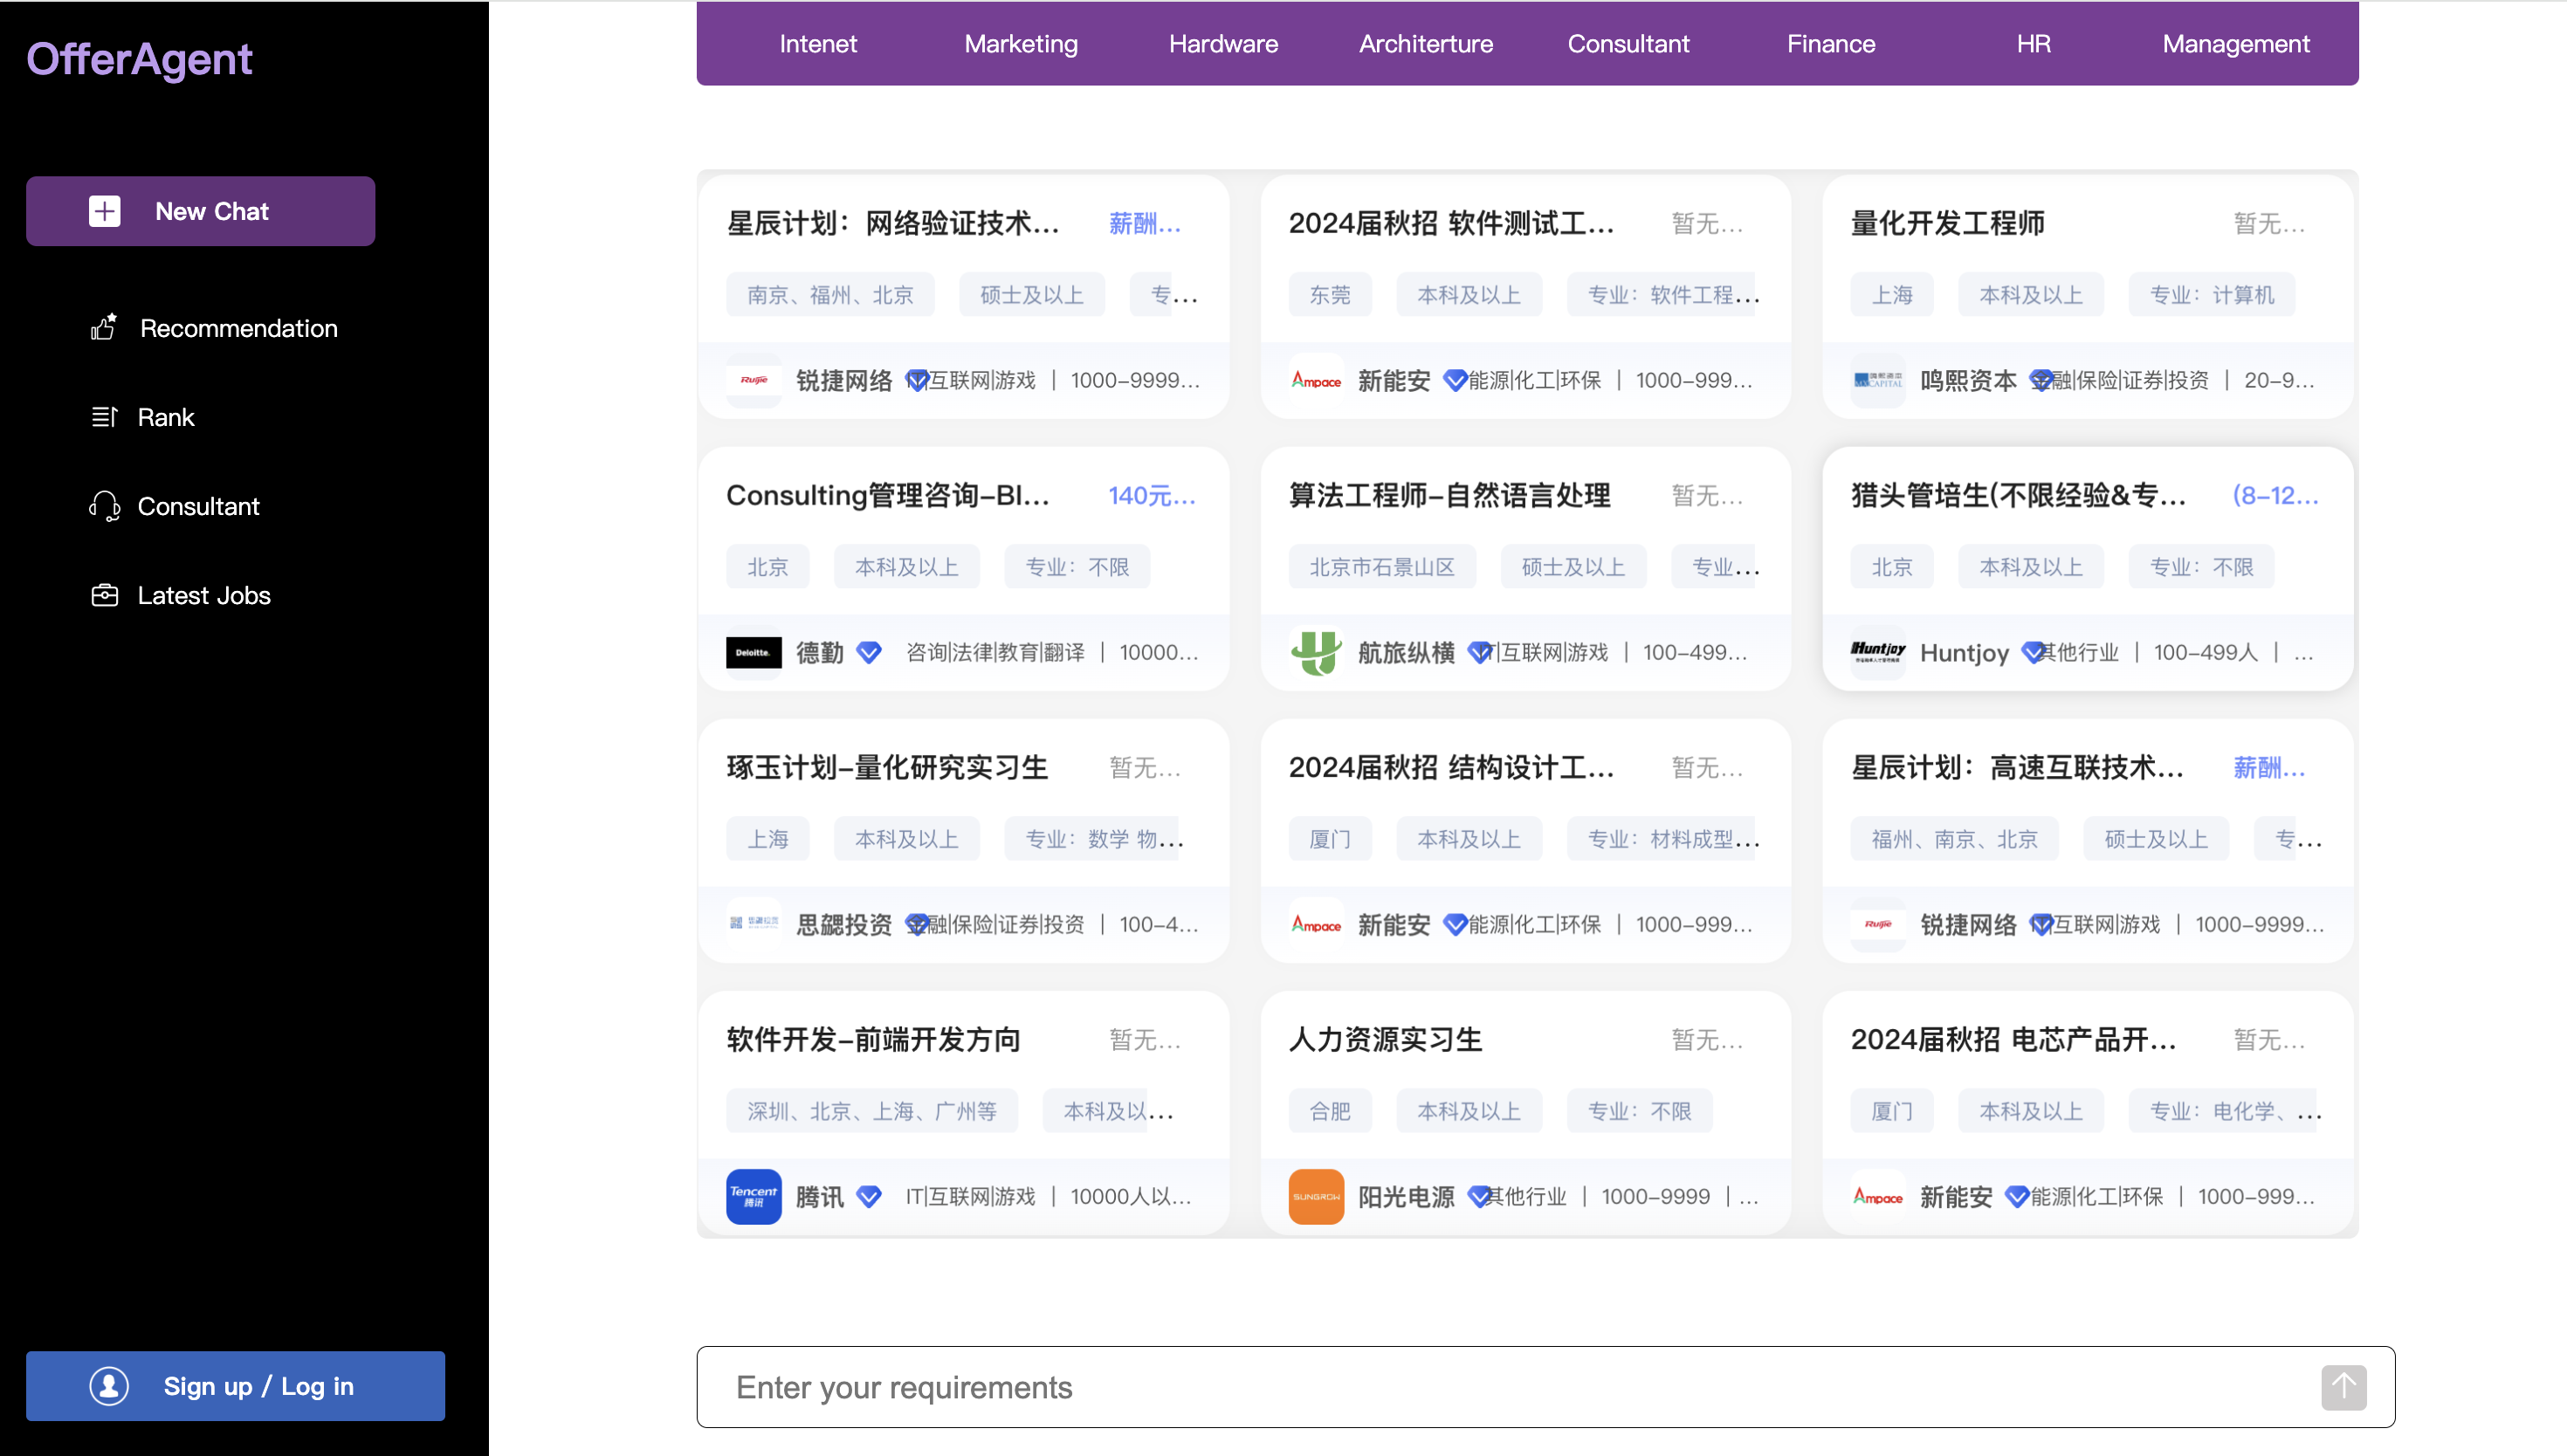 OfferAgent
New Chat
Recommendation
Rank
Consultant
Latest Jobs
Sign up / Log in
Intenet Marketing Hardware Architerture Consultant Finance HR Management
星辰计划：网络验证技术... 薪酬...
南京、福州、北京 硕士及以上 专...
Ruijie 锐捷网络 IT|互联网|游戏 | 1000-9999...
2024届秋招 软件测试工... 暂无...
东莞 本科及以上 专业：软件工程...
Ampace 新能安 能源|化工|环保 | 1000-999...
量化开发工程师 暂无...
上海 本科及以上 专业：计算机
鸣熙资本 金融|保险|证券|投资 | 20-9...
Consulting管理咨询-BI... 140元...
北京 本科及以上 专业：不限
Deloitte. 德勤 咨询|法律|教育|翻译 | 10000...
算法工程师-自然语言处理 暂无...
北京市石景山区 硕士及以上 专业...
航旅纵横 IT|互联网|游戏 | 100-499...
猎头管培生(不限经验&专... (8-12...
北京 本科及以上 专业：不限
Huntjoy Huntjoy 其他行业 | 100-499人 | ...
琢玉计划-量化研究实习生 暂无...
上海 本科及以上 专业：数学 物...
思勰投资 金融|保险|证券|投资 | 100-4...
2024届秋招 结构设计工... 暂无...
厦门 本科及以上 专业：材料成型...
Ampace 新能安 能源|化工|环保 | 1000-999...
星辰计划：高速互联技术... 薪酬...
福州、南京、北京 硕士及以上 专...
Ruijie 锐捷网络 IT|互联网|游戏 | 1000-9999...
软件开发-前端开发方向 暂无...
深圳、北京、上海、广州等 本科及以...
Tencent 腾讯 腾讯 IT|互联网|游戏 | 10000人以...
人力资源实习生 暂无...
合肥 本科及以上 专业：不限
SUNGROW 阳光电源 其他行业 | 1000-9999 | ...
2024届秋招 电芯产品开... 暂无...
厦门 本科及以上 专业：电化学、...
Ampace 新能安 能源|化工|环保 | 1000-999...
Enter your requirements